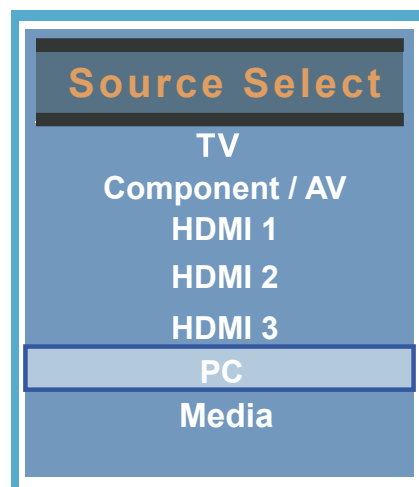 Source Select
TV
Component / AV
HDMI 1
HDMI 2
HDMI 3
PC
Media